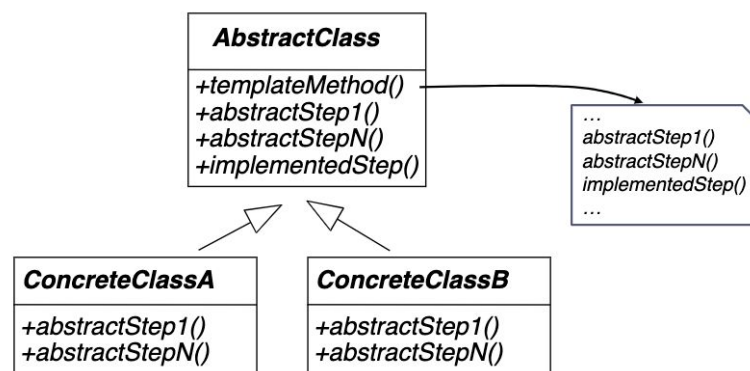 AbstractClass
+templateMethod()
+abstractStep1()
+abstractStepN()
+implementedStep()
...
abstractStep1()
abstractStepN()
implementedStep()
...
ConcreteClassA
+abstractStep1()
+abstractStepN()
ConcreteClassB
+abstractStep1()
+abstractStepN()